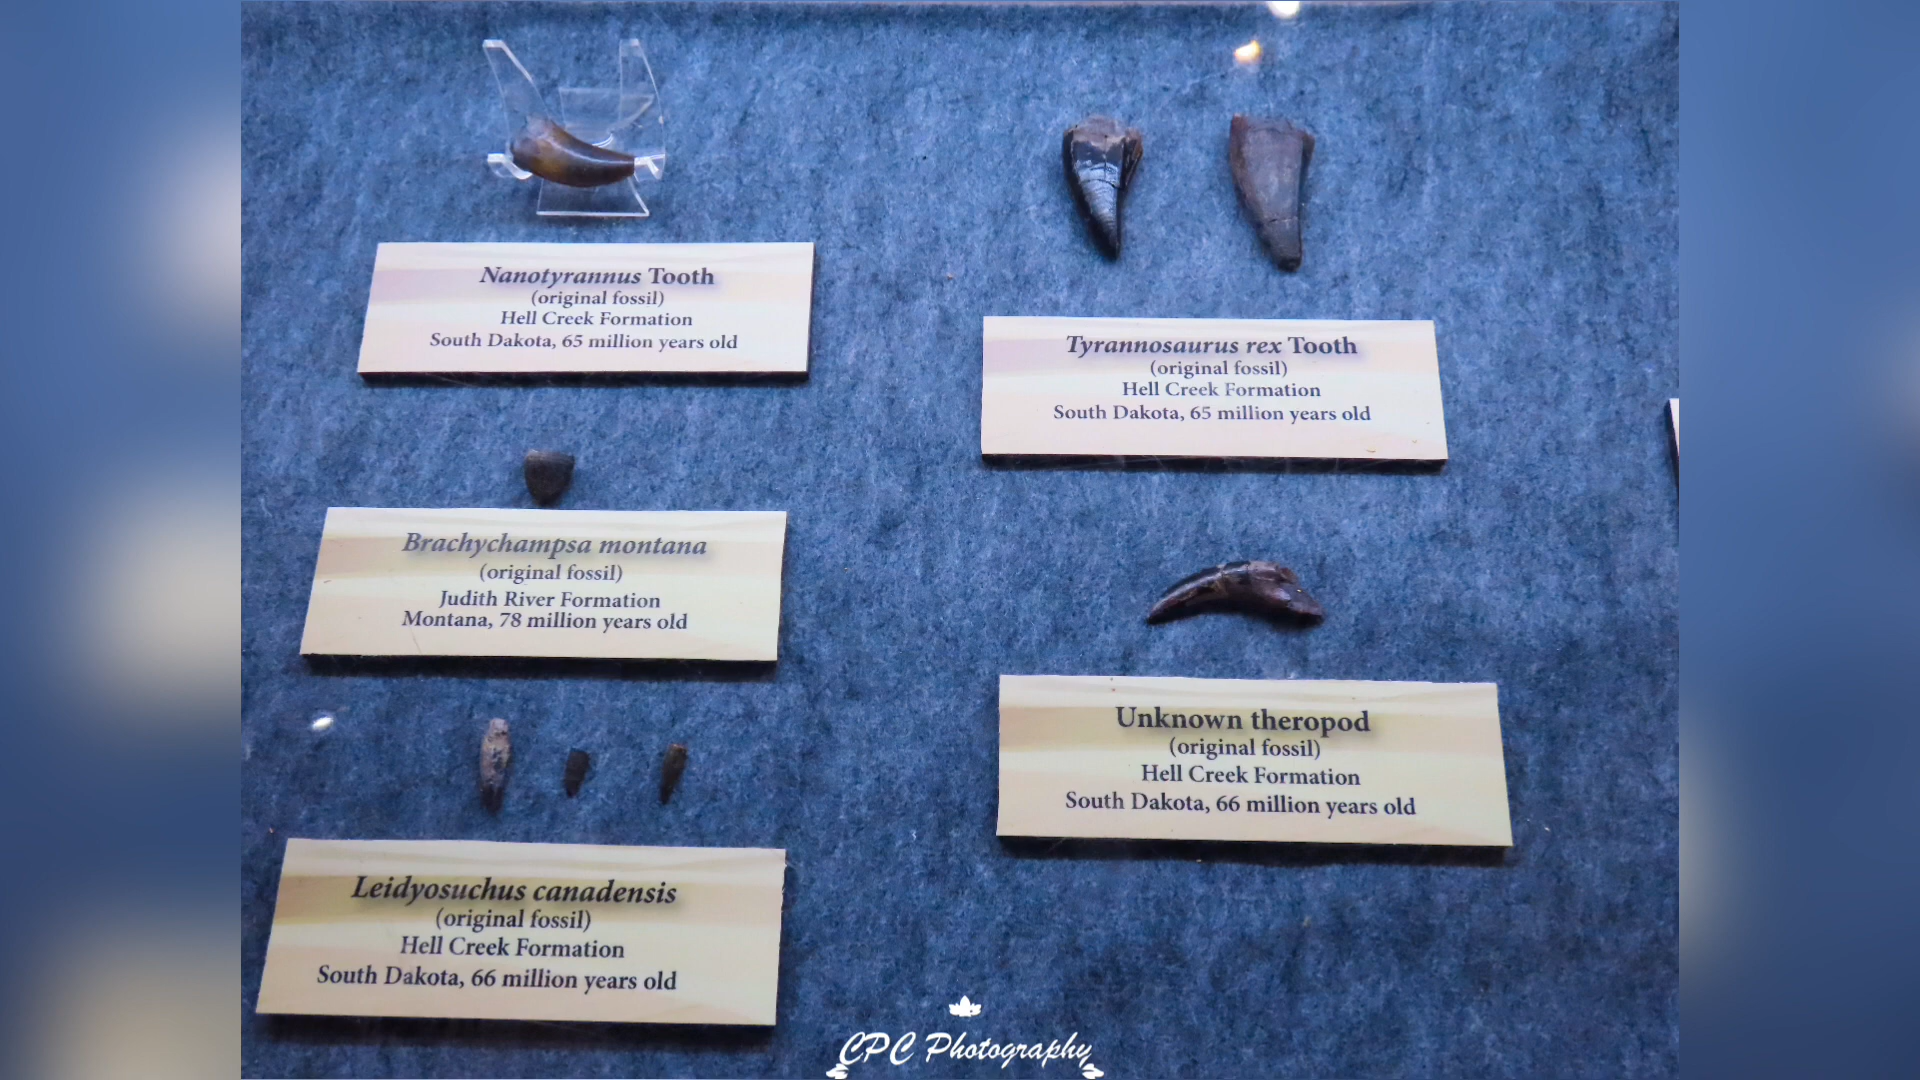 Nanotyrannus Tooth
(original fossil)
Hell Creek Formation
South Dakota, 65 million years old
Tyrannosaurus rex Tooth
(original fossil)
Hell Creek Formation
South Dakota, 65 million years old
Brachychampsa montana
(original fossil)
Judith River Formation
Montana, 78 million years old
Unknown theropod
(original fossil)
Hell Creek Formation
South Dakota, 66 million years old
Leidyosuchus canadensis
(original fossil)
Hell Creek Formation
South Dakota, 66 million years old
CPC Photography